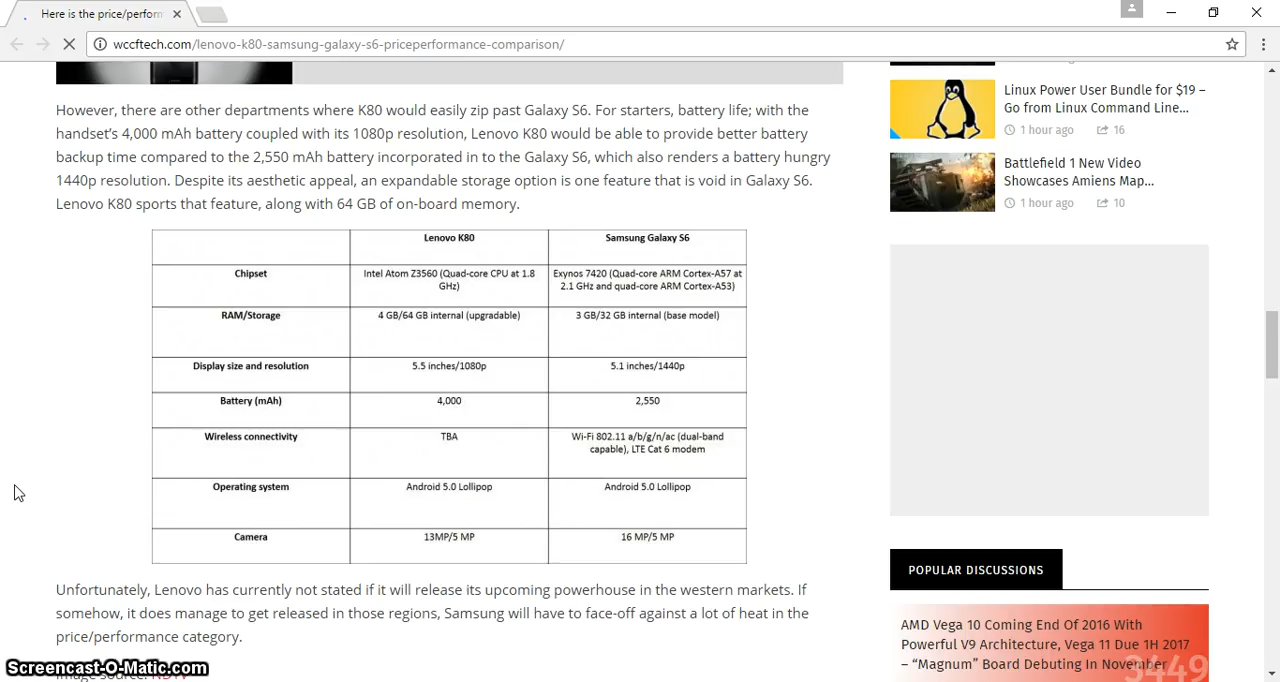 Here is the price/perform
wccftech.com/lenovo-k80-samsung-galaxy-s6-priceperformance-comparison/
However, there are other departments where K80 would easily zip past Galaxy S6. For starters, battery life; with the
handset's 4,000 mAh battery coupled with its 1080p resolution, Lenovo K80 would be able to provide better battery
backup time compared to the 2,550 mAh battery incorporated in to the Galaxy S6, which also renders a battery hungry
1440p resolution. Despite its aesthetic appeal, an expandable storage option is one feature that is void in Galaxy S6.
Lenovo K80 sports that feature, along with 64 GB of on-board memory.
Lenovo K80 Samsung Galaxy S6
Chipset Intel Atom Z3560 (Quad-core CPU at 1.8 Exynos 7420 (Quad-core ARM Cortex-A57 at
GHz) 2.1 GHz and quad-core ARM Cortex-A53)
RAM/Storage 4 GB/64 GB internal (upgradable) 3 GB/32 GB internal (base model)
Display size and resolution 5.5 inches/1080p 5.1 inches/1440p
Battery (mAh) 4,000 2,550
Wireless connectivity TBA Wi-Fi 802.11 a/b/g/n/ac (dual-band
capable), LTE Cat 6 modem
Operating system Android 5.0 Lollipop Android 5.0 Lollipop
Camera 13MP/5 MP 16 MP/5 MP
Unfortunately, Lenovo has currently not stated if it will release its upcoming powerhouse in the western markets. If
somehow, it does manage to get released in those regions, Samsung will have to face-off against a lot of heat in the
price/performance category.
Image source: NDTV
Linux Power User Bundle for $19 –
Go from Linux Command Line...
1 hour ago 16
Battlefield 1 New Video
Showcases Amiens Map...
1 hour ago 10
POPULAR DISCUSSIONS
AMD Vega 10 Coming End Of 2016 With
Powerful V9 Architecture, Vega 11 Due 1H 2017
– “Magnum” Board Debuting In November
3449
Screencast-O-Matic.com